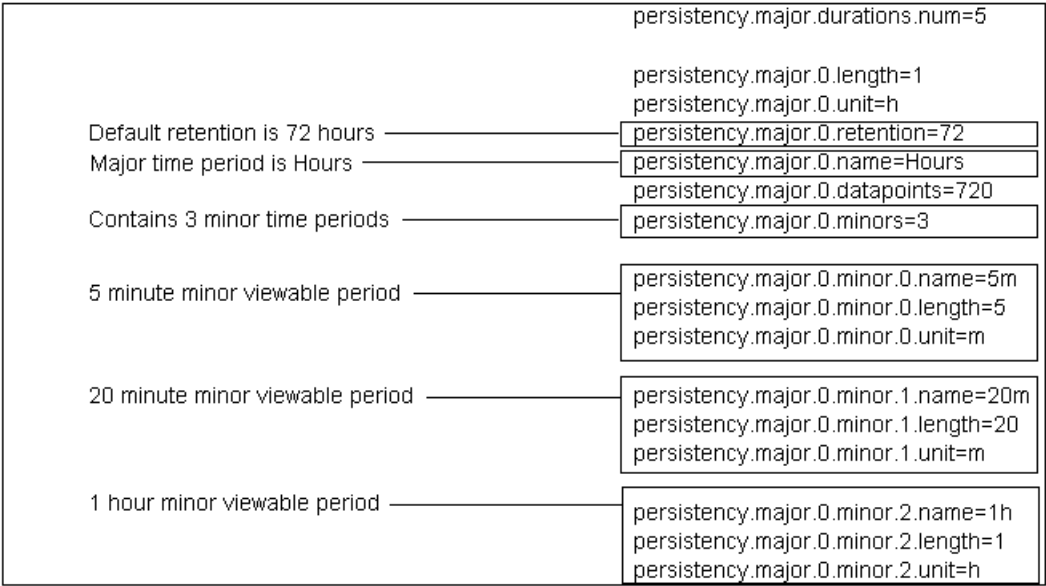 persistency.major.durations.num=5
persistency.major.0.length=1
persistency.major.0.unit=h
Default retention is 72 hours
persistency.major.0.retention=72
Major time period is Hours
persistency.major.0.name=Hours
persistency.major.0.datapoints=720
Contains 3 minor time periods
persistency.major.0.minors=3
5 minute minor viewable period
persistency.major.0.minor.0.name=5m
persistency.major.0.minor.0.length=5
persistency.major.0.minor.0.unit=m
20 minute minor viewable period
persistency.major.0.minor.1.name=20m
persistency.major.0.minor.1.length=20
persistency.major.0.minor.1.unit=m
1 hour minor viewable period
persistency.major.0.minor.2.name=1h
persistency.major.0.minor.2.length=1
persistency.major.0.minor.2.unit=h